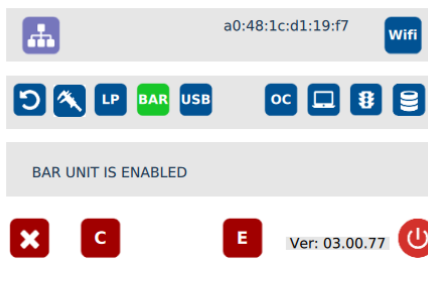 a0:48:1c:d1:19:f7 Wifi
LP BAR USB OC
BAR UNIT IS ENABLED
C E Ver: 03.00.77